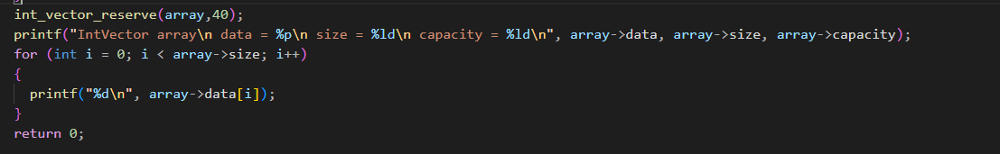 int_vector_reserve(array,40);
printf("IntVector array\n data = %p\n size = %ld\n capacity = %ld\n", array->data, array->size, array->capacity);
for (int i = 0; i < array->size; i++)
{
  printf("%d\n", array->data[i]);
}
return 0;